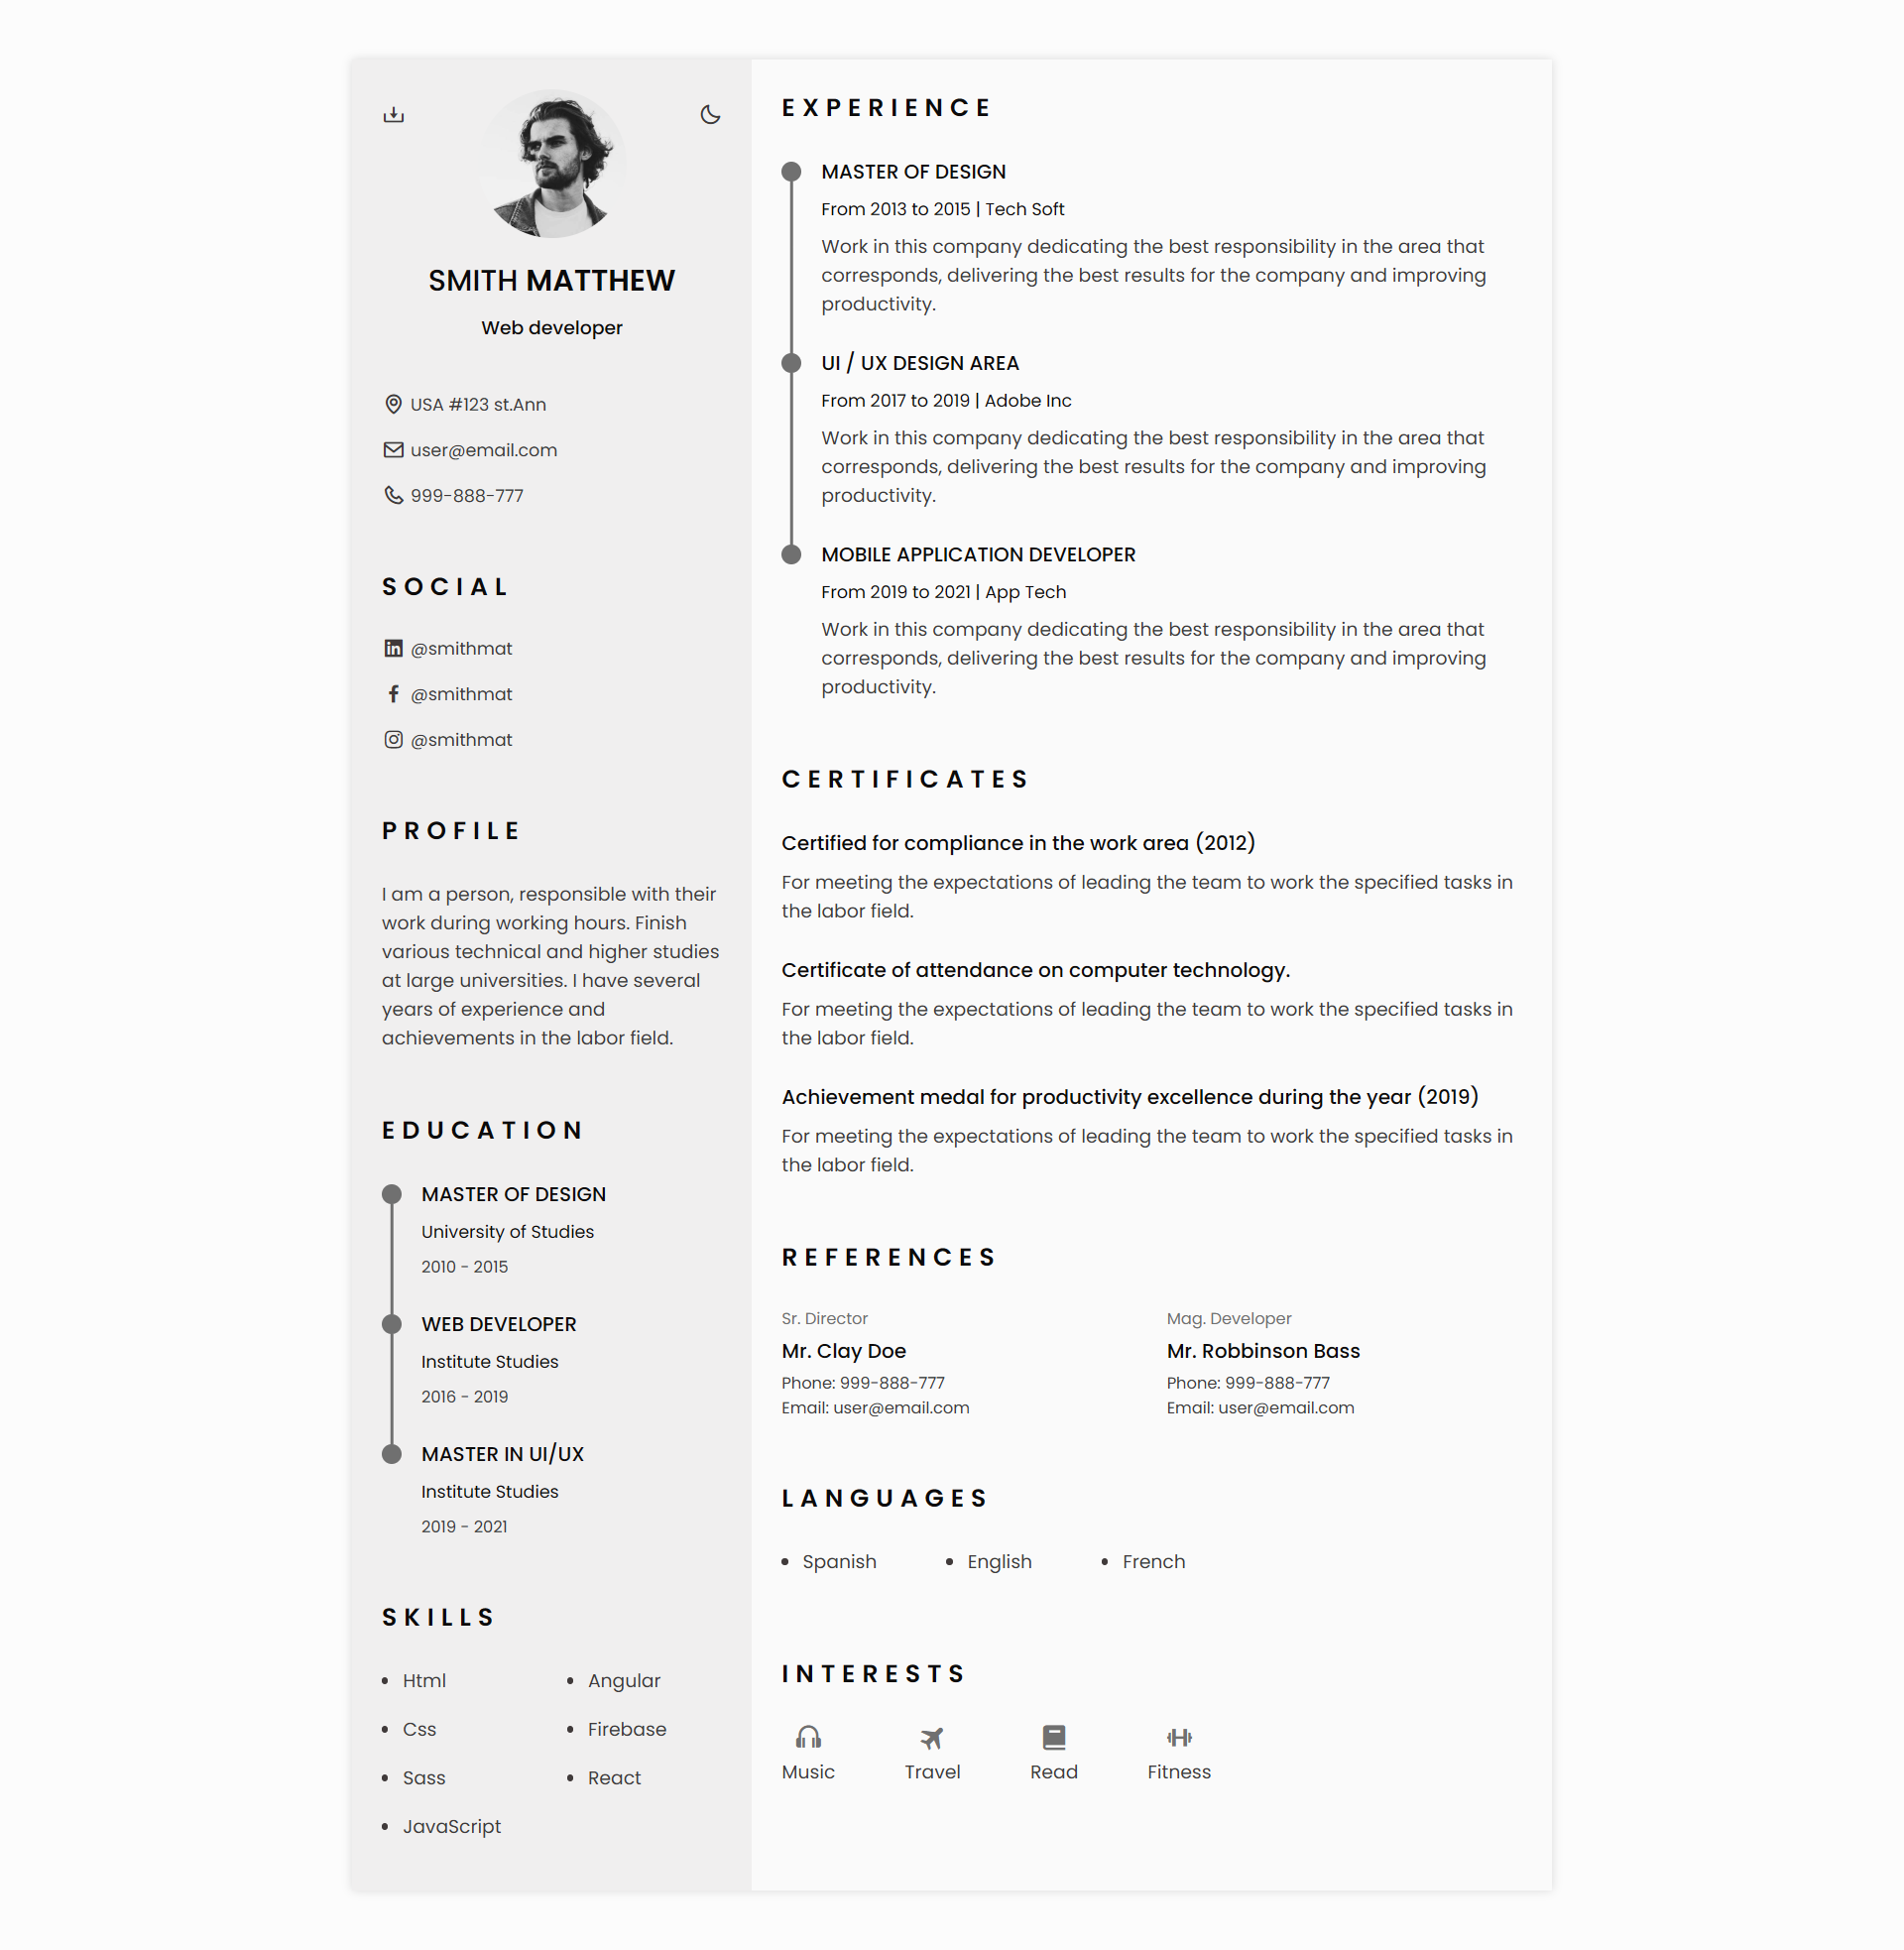 SMITH MATTHEW
Web developer
USA #123 st.Ann
user@email.com
999-888-777
SOCIAL
@smithmat
@smithmat
@smithmat
PROFILE
I am a person, responsible with their
work during working hours. Finish
various technical and higher studies
at large universities. I have several
years of experience and
achievements in the labor field.
EDUCATION
MASTER OF DESIGN
University of Studies
2010 - 2015
WEB DEVELOPER
Institute Studies
2016 - 2019
MASTER IN UI/UX
Institute Studies
2019 - 2021
SKILLS
• Html
• Css
• Sass
• JavaScript
• Angular
• Firebase
• React
EXPERIENCE
MASTER OF DESIGN
From 2013 to 2015 | Tech Soft
Work in this company dedicating the best responsibility in the area that
corresponds, delivering the best results for the company and improving
productivity.
UI / UX DESIGN AREA
From 2017 to 2019 | Adobe Inc
Work in this company dedicating the best responsibility in the area that
corresponds, delivering the best results for the company and improving
productivity.
MOBILE APPLICATION DEVELOPER
From 2019 to 2021 | App Tech
Work in this company dedicating the best responsibility in the area that
corresponds, delivering the best results for the company and improving
productivity.
CERTIFICATES
Certified for compliance in the work area (2012)
For meeting the expectations of leading the team to work the specified tasks in
the labor field.
Certificate of attendance on computer technology.
For meeting the expectations of leading the team to work the specified tasks in
the labor field.
Achievement medal for productivity excellence during the year (2019)
For meeting the expectations of leading the team to work the specified tasks in
the labor field.
REFERENCES
Sr. Director
Mr. Clay Doe
Phone: 999-888-777
Email: user@email.com
Mag. Developer
Mr. Robbinson Bass
Phone: 999-888-777
Email: user@email.com
LANGUAGES
• Spanish
• English
• French
INTERESTS
Music
Travel
Read
Fitness